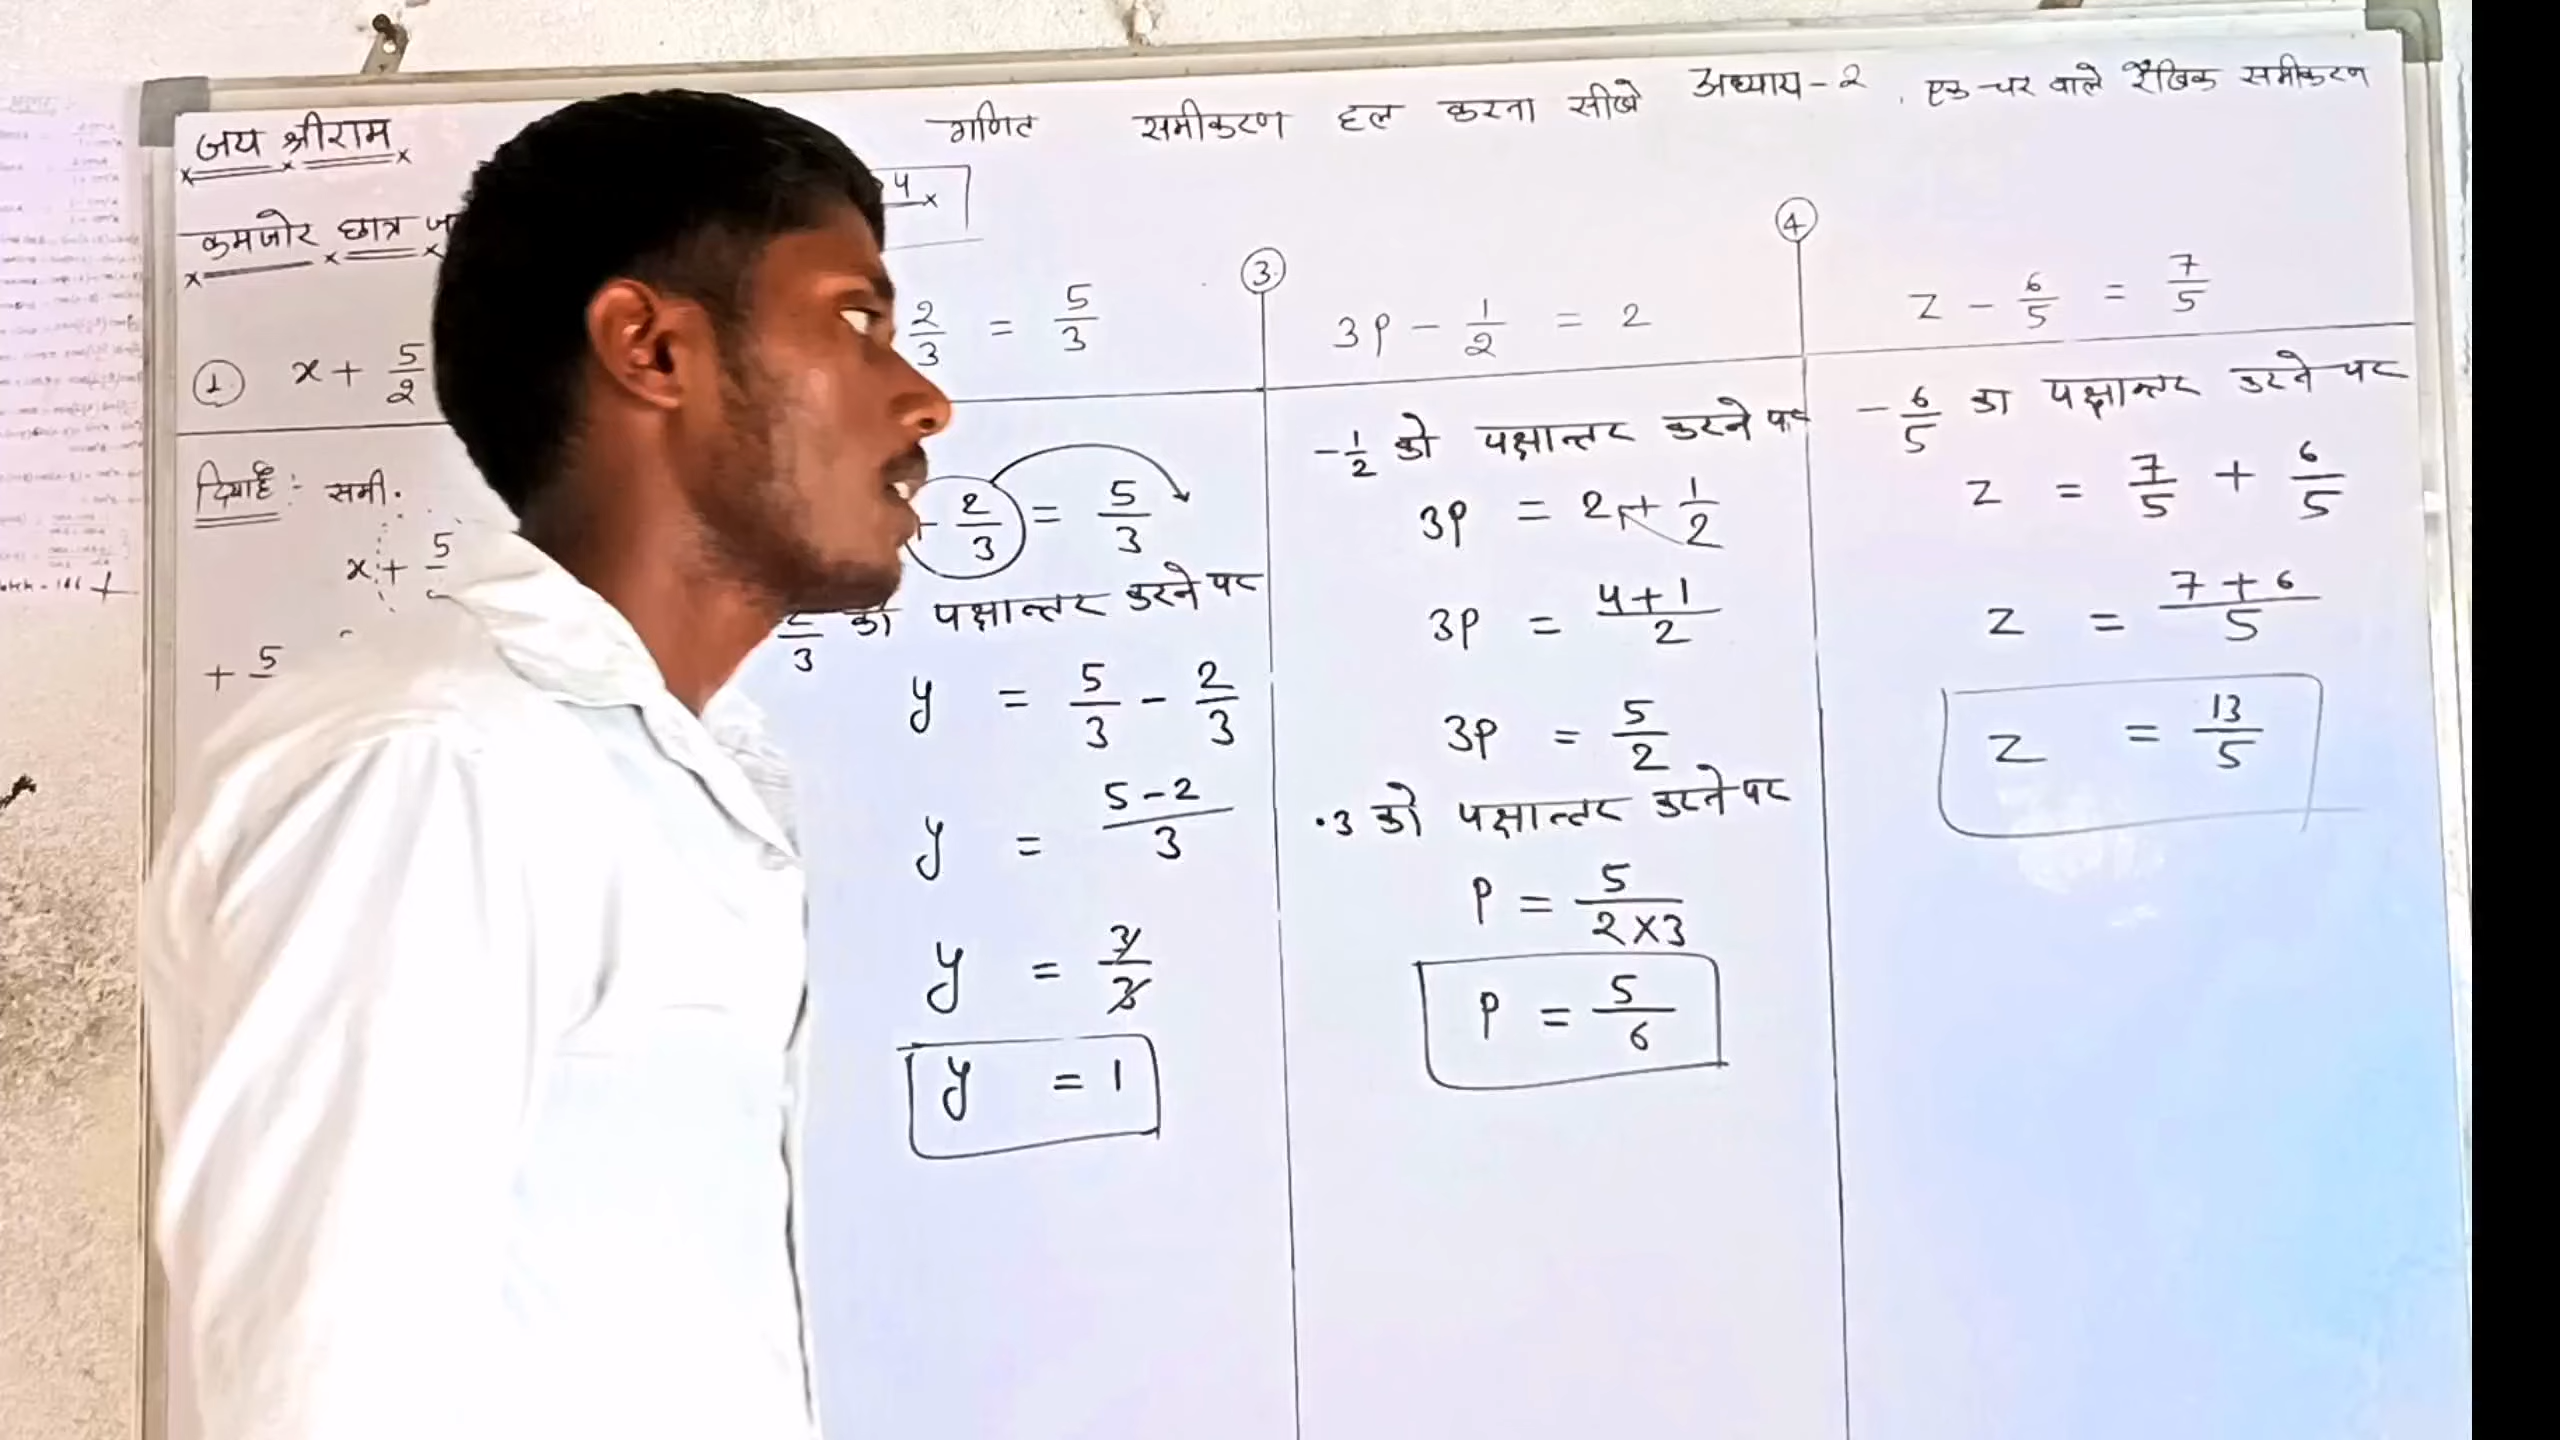 जय श्रीराम
गणित समीकरण हल करना सीखे अध्याय-2 एक चर वाले रैखिक समीकरण
कमजोर छात्र
4
① x + 5/2
2/3 = 5/3
③ 3p - 1/2 = 2
④ z - 6/5 = 7/5
दिया है :- समी.
x + 5
+ 5
- 2/3 = 5/3
/3 को पक्षान्तर करने पर
y = 5/3 - 2/3
y = (5-2)/3
y = 3/3
y = 1
-1/2 को पक्षान्तर करने पर
3p = 2 + 1/2
3p = (4+1)/2
3p = 5/2
·3 को पक्षान्तर करने पर
p = 5/(2×3)
p = 5/6
-6/5 का पक्षान्तर करने पर
z = 7/5 + 6/5
z = (7+6)/5
z = 13/5